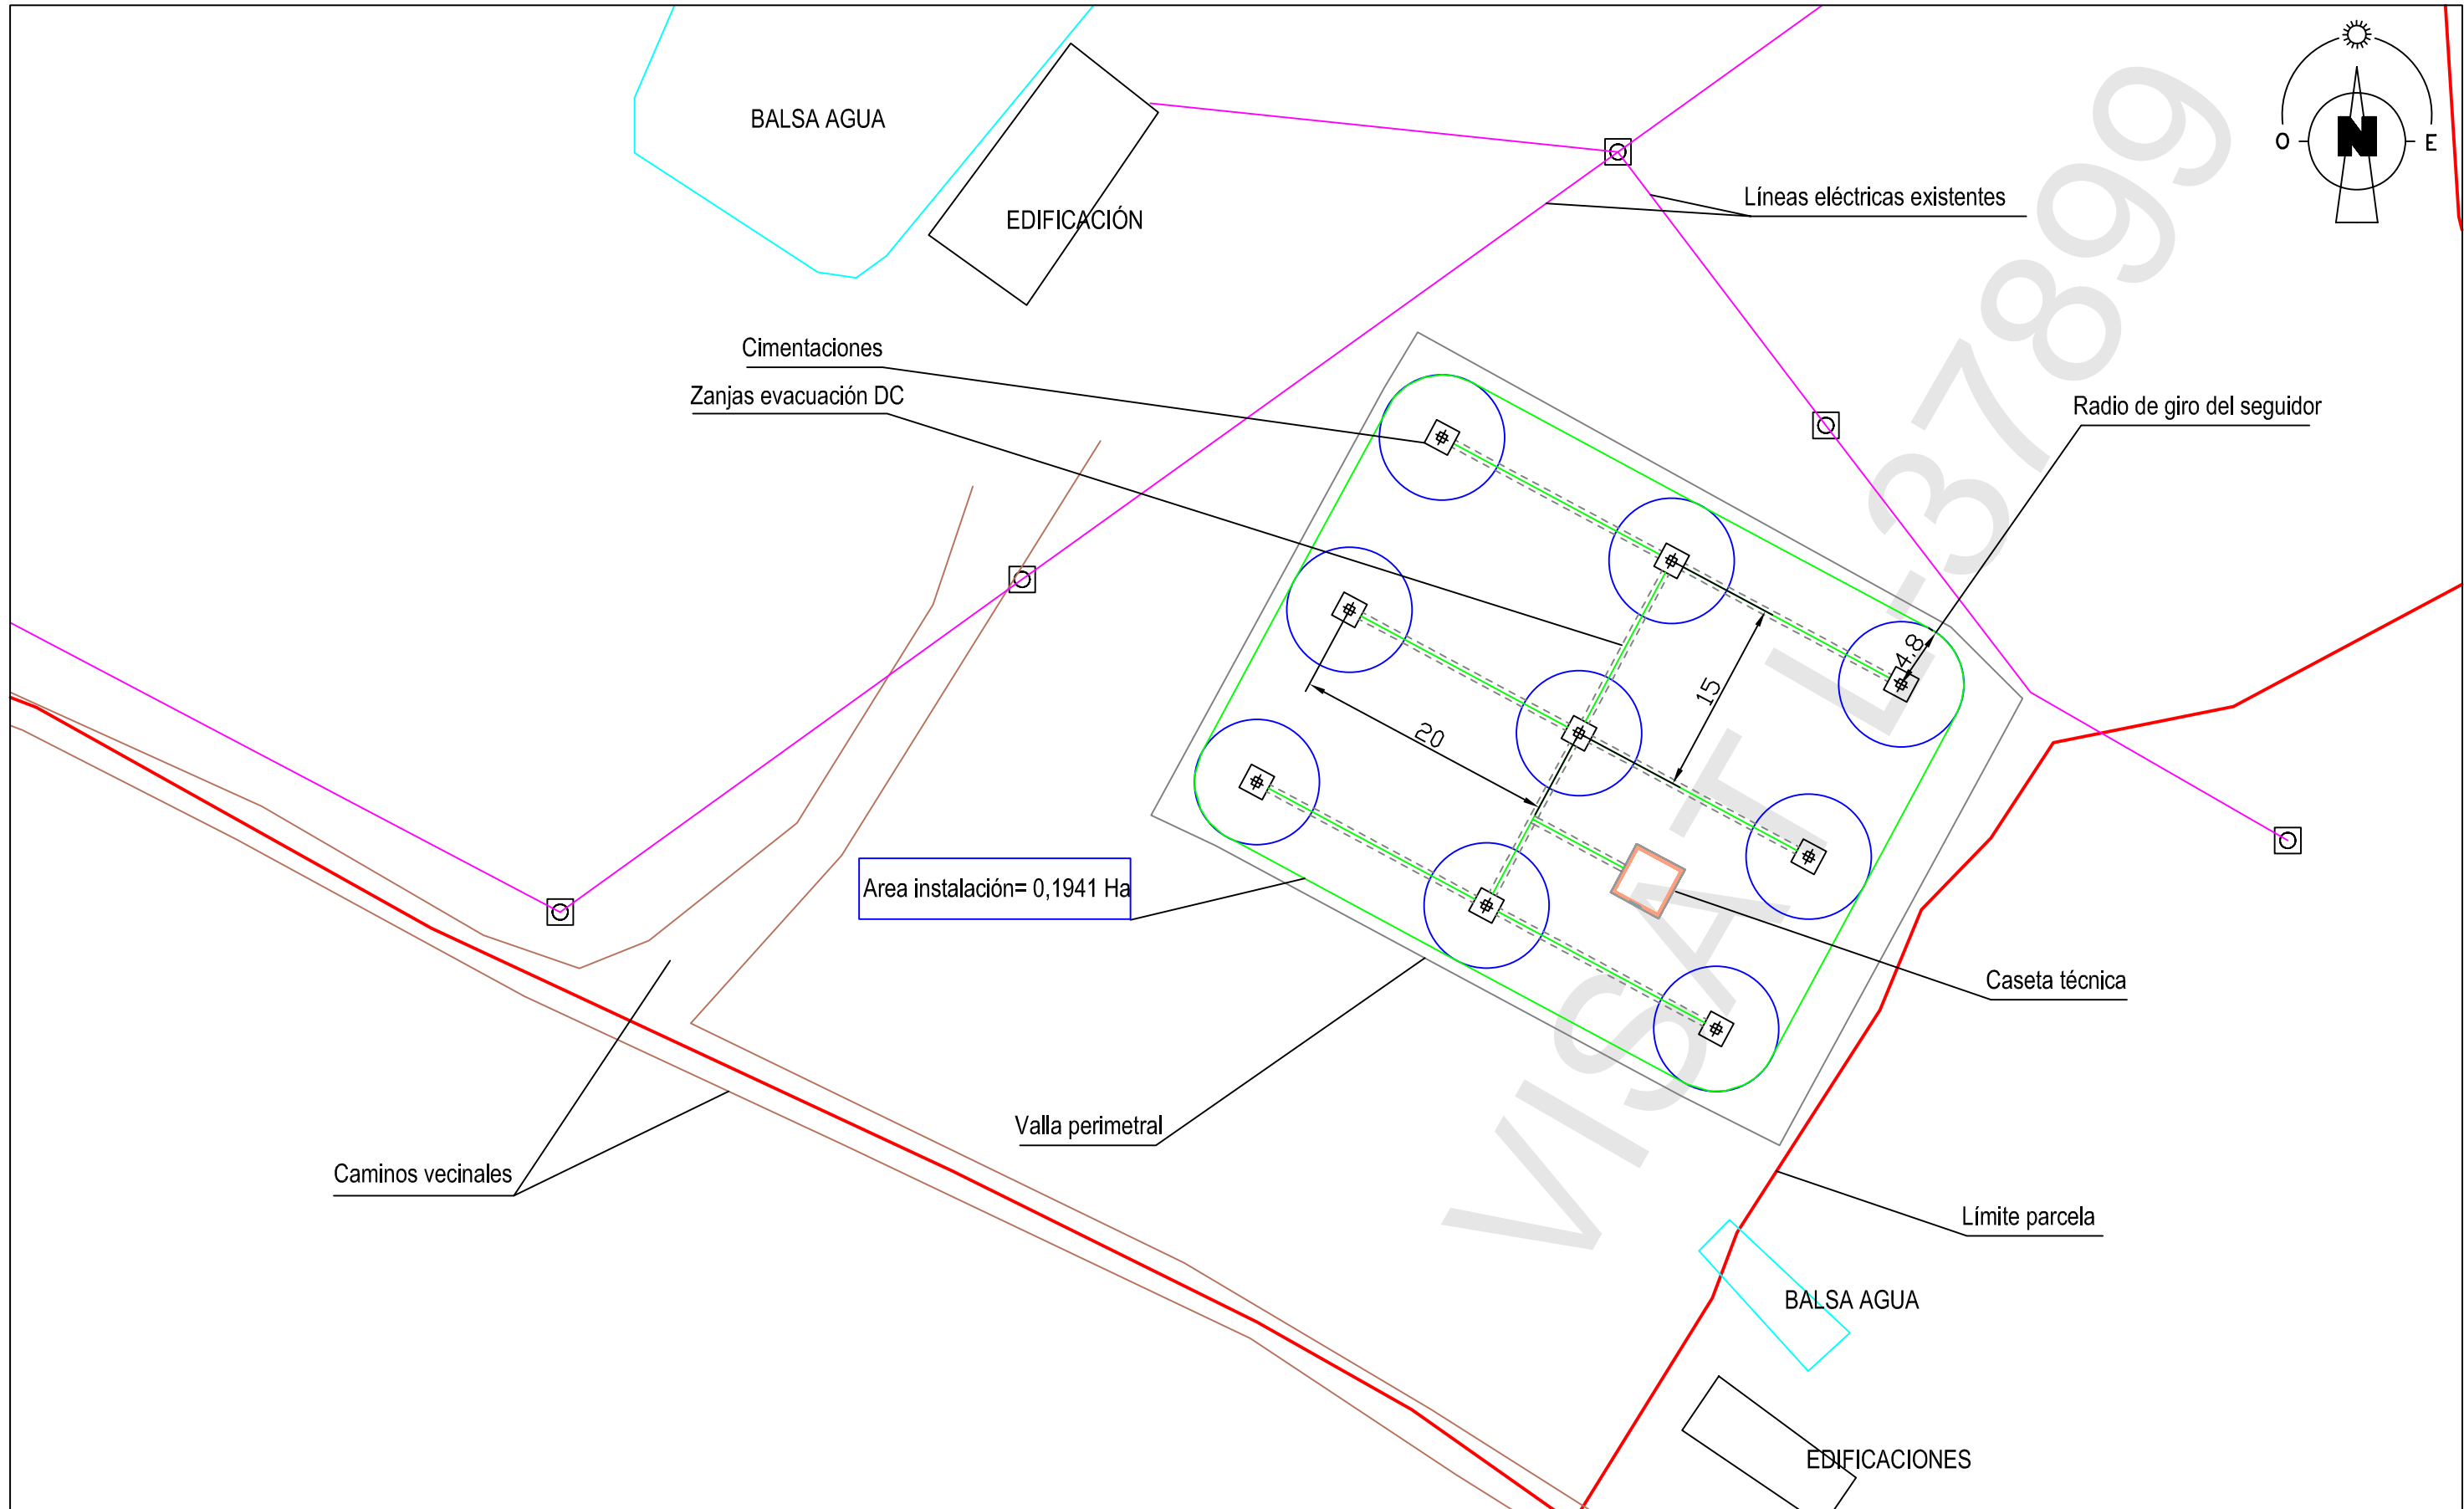 BALSA AGUA
N
O
E
Líneas eléctricas existentes
EDIFICACIÓN
Cimentaciones
Zanjas evacuación DC
Radio de giro del seguidor
4,8
15
20
Area instalación= 0,1941 Ha
Caseta técnica
Valla perimetral
Caminos vecinales
Límite parcela
BALSA AGUA
EDIFICACIONES
VISAT L-37899